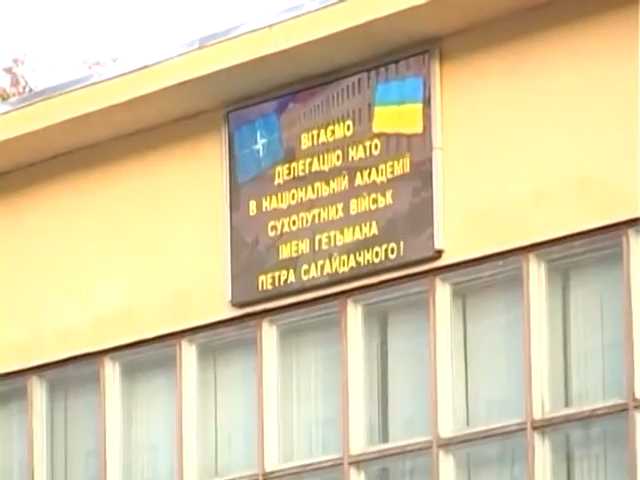 ВІТАЄМО
ДЕЛЕГАЦІЮ НАТО
В НАЦІОНАЛЬНІЙ АКАДЕМІЇ
СУХОПУТНИХ ВІЙСЬК
ІМЕНІ ГЕТЬМАНА
ПЕТРА САГАЙДАЧНОГО!